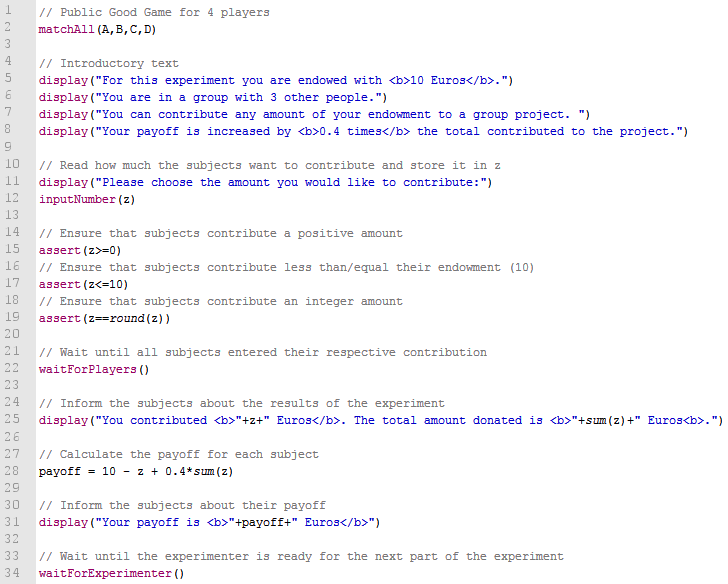 1 // Public Good Game for 4 players
2 matchAll(A,B,C,D)
3
4 // Introductory text
5 display("For this experiment you are endowed with <b>10 Euros</b>.")
6 display("You are in a group with 3 other people.")
7 display("You can contribute any amount of your endowment to a group project. ")
8 display("Your payoff is increased by <b>0.4 times</b> the total contributed to the project.")
9
10 // Read how much the subjects want to contribute and store it in z
11 display("Please choose the amount you would like to contribute:")
12 inputNumber(z)
13
14 // Ensure that subjects contribute a positive amount
15 assert(z>=0)
16 // Ensure that subjects contribute less than/equal their endowment (10)
17 assert(z<=10)
18 // Ensure that subjects contribute an integer amount
19 assert(z==round(z))
20
21 // Wait until all subjects entered their respective contribution
22 waitForPlayers()
23
24 // Inform the subjects about the results of the experiment
25 display("You contributed <b>"+z+" Euros</b>. The total amount donated is <b>"+sum(z)+" Euros<b>.")
26
27 // Calculate the payoff for each subject
28 payoff = 10 - z + 0.4*sum(z)
29
30 // Inform the subjects about their payoff
31 display("Your payoff is <b>"+payoff+" Euros</b>")
32
33 // Wait until the experimenter is ready for the next part of the experiment
34 waitForExperimenter()